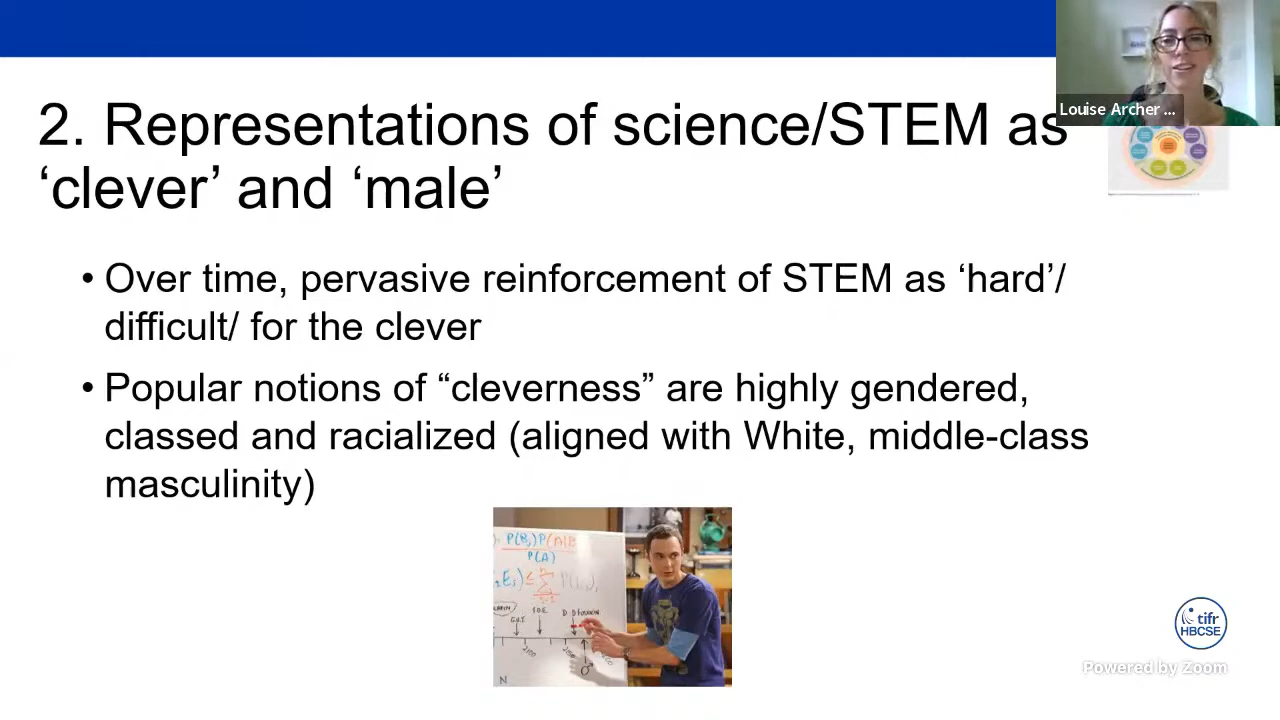 Louise Archer ...
2. Representations of science/STEM as
‘clever’ and ‘male’
• Over time, pervasive reinforcement of STEM as ‘hard’/
difficult/ for the clever
• Popular notions of “cleverness” are highly gendered,
classed and racialized (aligned with White, middle-class
masculinity)
P(A)
G.U.T.
2100
N
tifr
HBCSE
Powered by Zoom